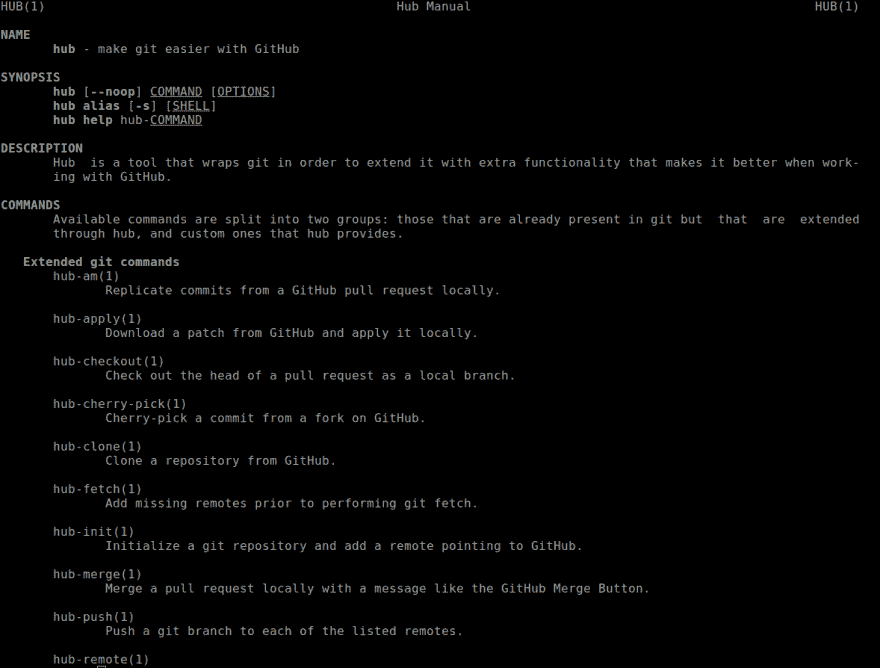 HUB(1) Hub Manual HUB(1)
NAME
hub - make git easier with GitHub
SYNOPSIS
hub [--noop] COMMAND [OPTIONS]
hub alias [-s] [SHELL]
hub help hub-COMMAND
DESCRIPTION
Hub is a tool that wraps git in order to extend it with extra functionality that makes it better when work-
ing with GitHub.
COMMANDS
Available commands are split into two groups: those that are already present in git but that are extended
through hub, and custom ones that hub provides.
Extended git commands
hub-am(1)
Replicate commits from a GitHub pull request locally.
hub-apply(1)
Download a patch from GitHub and apply it locally.
hub-checkout(1)
Check out the head of a pull request as a local branch.
hub-cherry-pick(1)
Cherry-pick a commit from a fork on GitHub.
hub-clone(1)
Clone a repository from GitHub.
hub-fetch(1)
Add missing remotes prior to performing git fetch.
hub-init(1)
Initialize a git repository and add a remote pointing to GitHub.
hub-merge(1)
Merge a pull request locally with a message like the GitHub Merge Button.
hub-push(1)
Push a git branch to each of the listed remotes.
hub-remote(1)